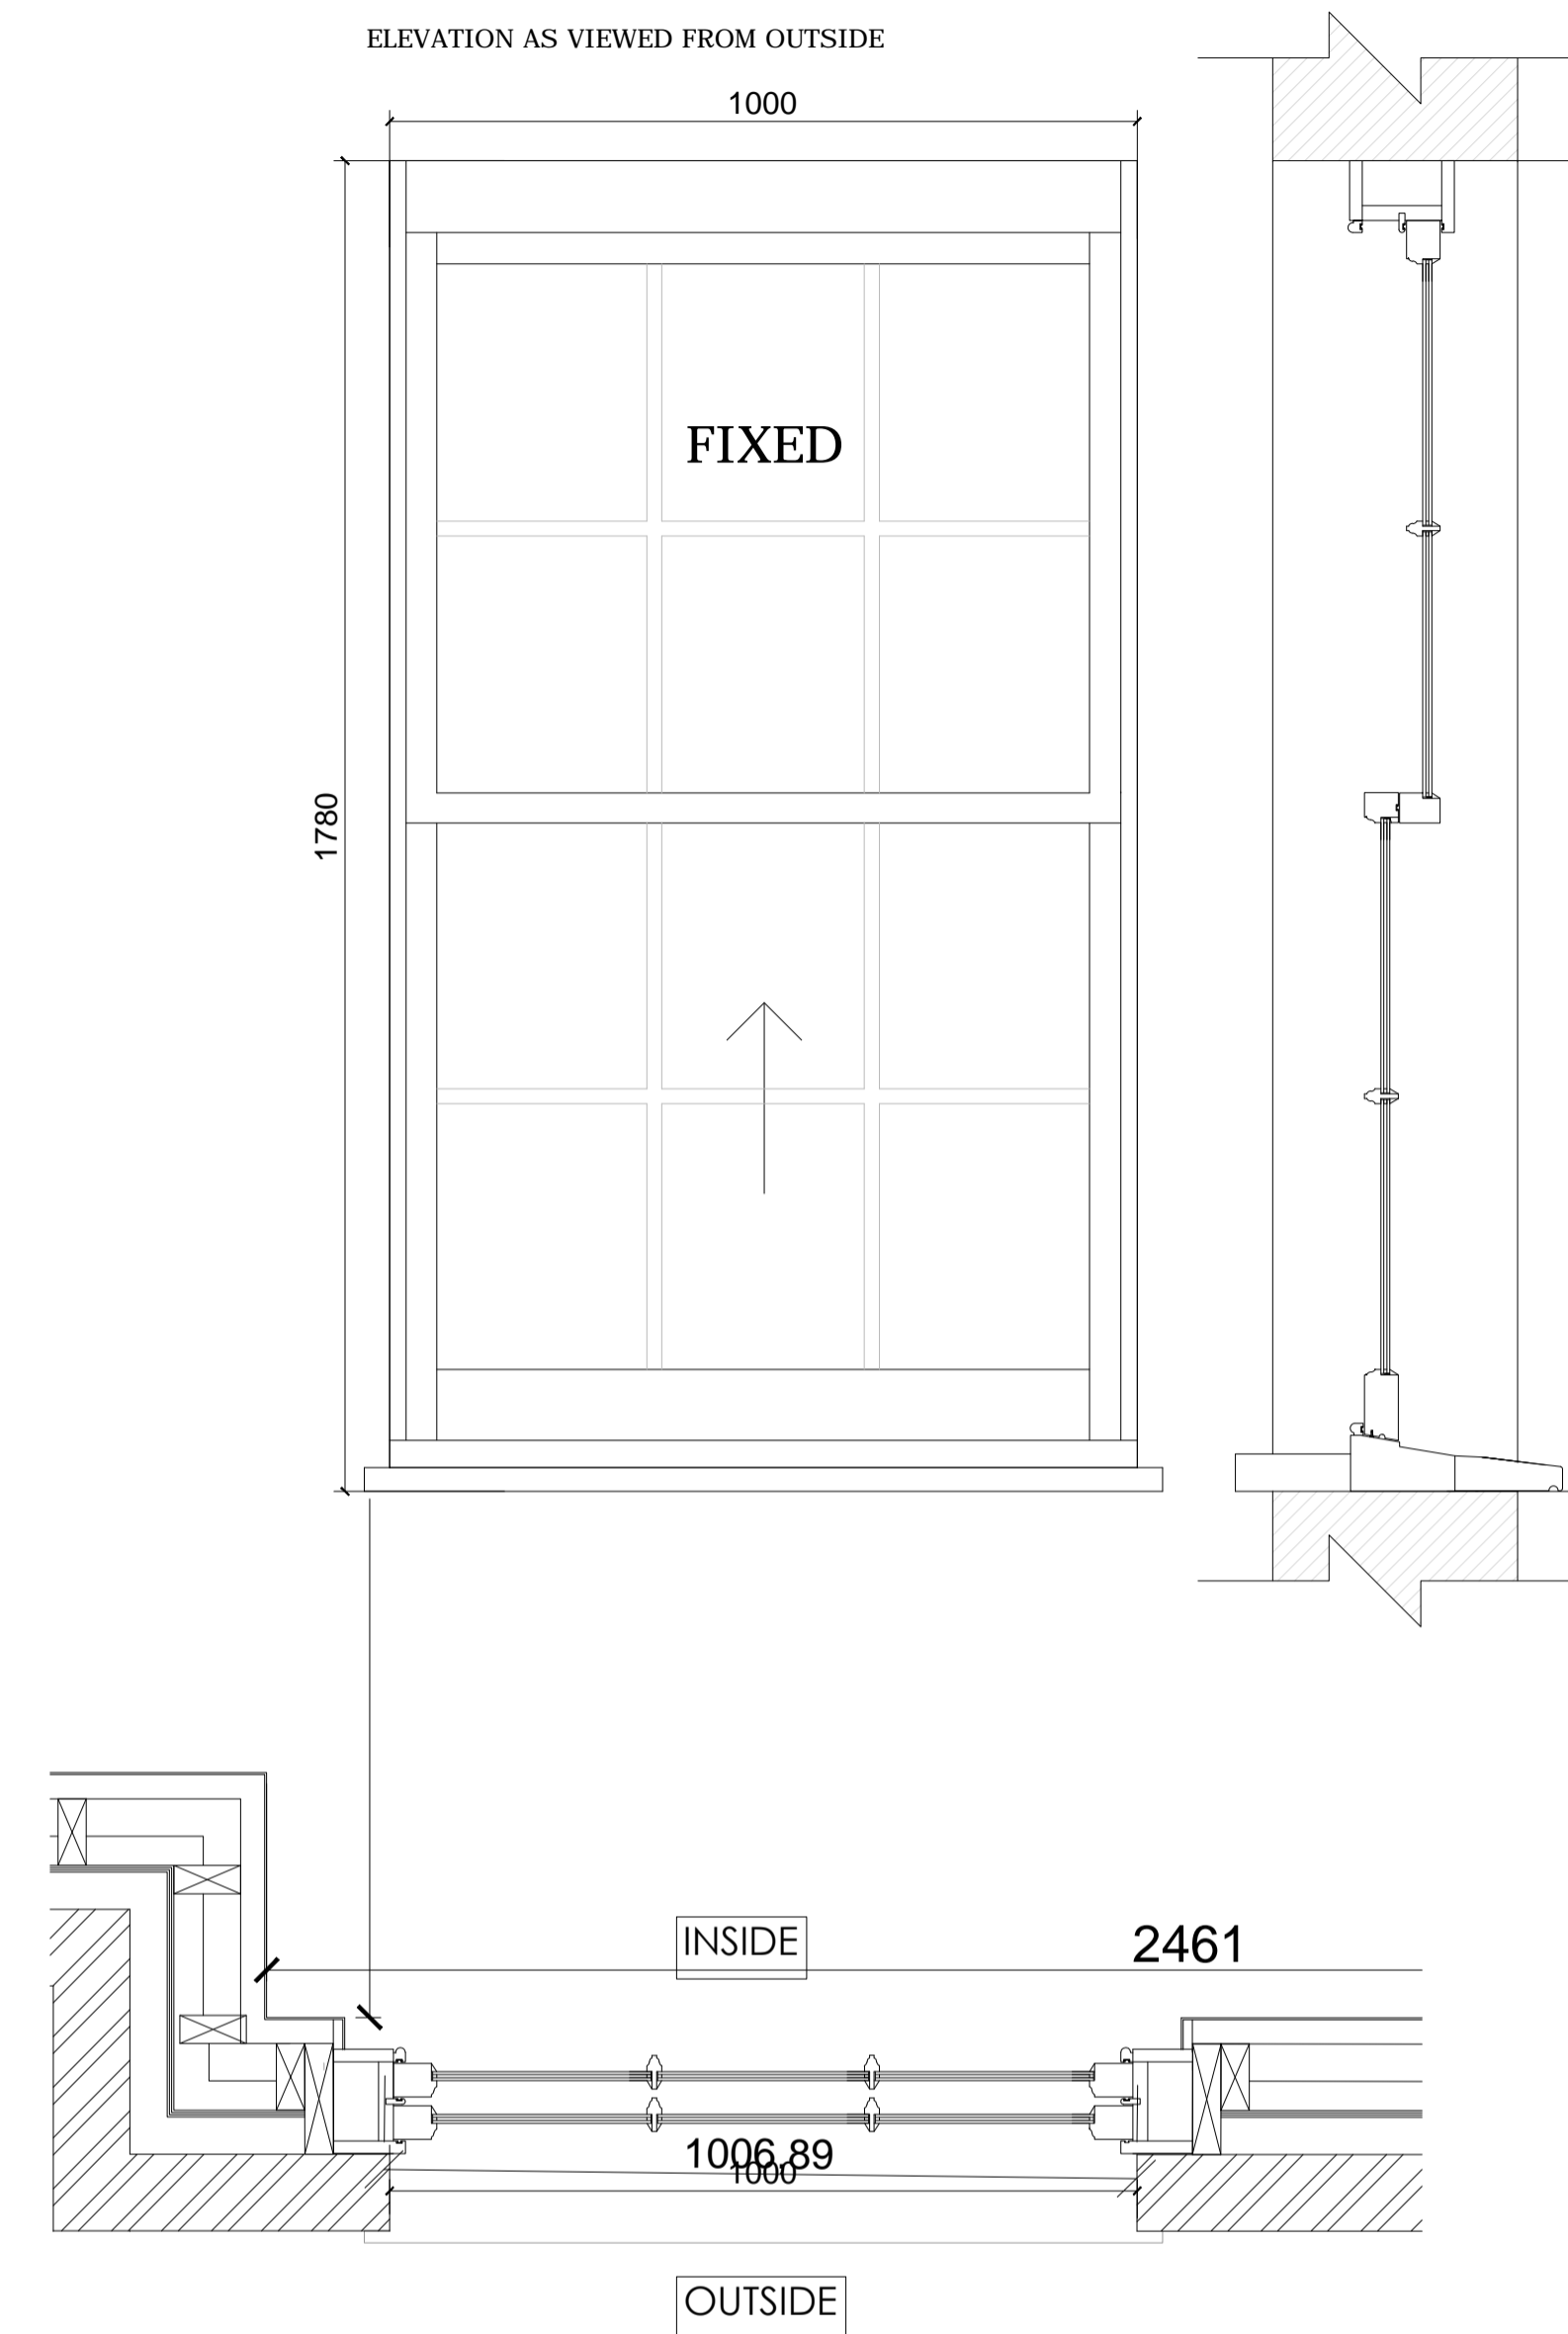 ELEVATION AS VIEWED FROM OUTSIDE
1000
FIXED
1780
INSIDE
2461
1006,89
1000
OUTSIDE